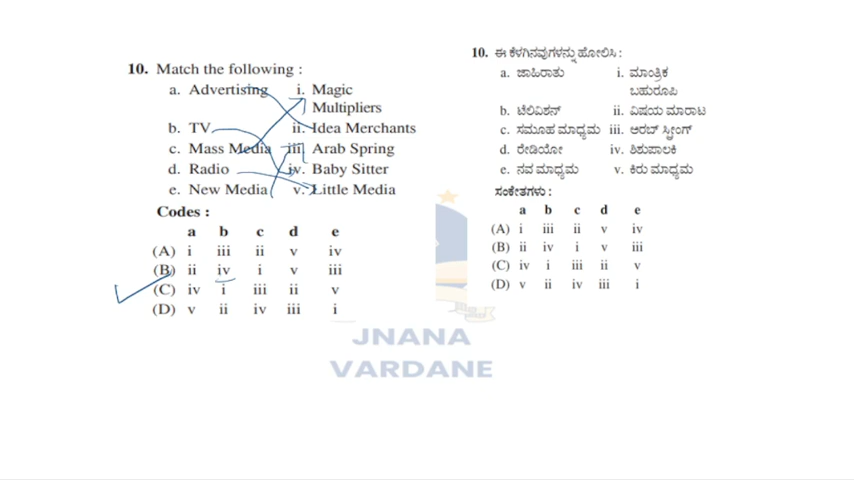 10. Match the following :
a. Advertising i. Magic
Multipliers
b. TV ii. Idea Merchants
c. Mass Media iii. Arab Spring
d. Radio iv. Baby Sitter
e. New Media v. Little Media
Codes :
a b c d e
(A) i iii ii v iv
(B) ii iv i v iii
(C) iv i iii ii v
(D) v ii iv iii i
10. ಈ ಕೆಳಗಿನವುಗಳನ್ನು ಹೋಲಿಸಿ :
a. ಜಾಹಿರಾತು i. ಮಾಂತ್ರಿಕ
ಬಹುರೂಪಿ
b. ಟೆಲಿವಿಶನ್ ii. ವಿಷಯ ಮಾರಾಟ
c. ಸಮೂಹ ಮಾಧ್ಯಮ iii. ಅರಬ್ ಸ್ಪ್ರಿಂಗ್
d. ರೇಡಿಯೋ iv. ಶಿಶುಪಾಲಕಿ
e. ನವ ಮಾಧ್ಯಮ v. ಕಿರು ಮಾಧ್ಯಮ
ಸಂಕೇತಗಳು :
a b c d e
(A) i iii ii v iv
(B) ii iv i v iii
(C) iv i iii ii v
(D) v ii iv iii i
JNANA
VARDANE